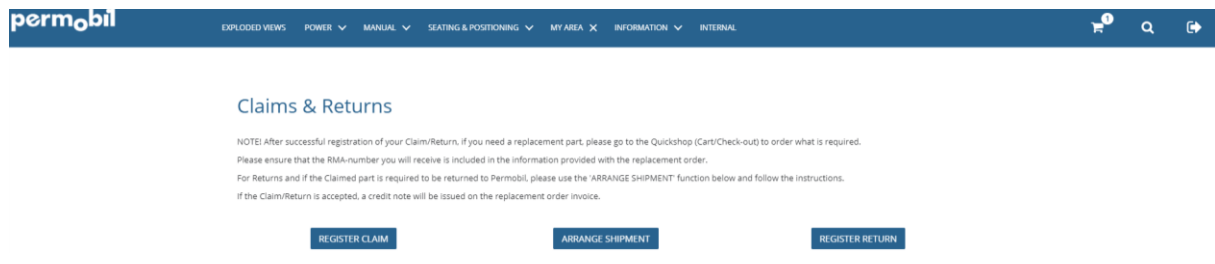 permobil
EXPLODED VIEWS POWER MANUAL SEATING & POSITIONING MY AREA INFORMATION INTERNAL
1
Claims & Returns
NOTE! After successful registration of your Claim/Return, if you need a replacement part, please go to the Quickshop (Cart/Check-out) to order what is required.
Please ensure that the RMA-number you will receive is included in the information provided with the replacement order.
For Returns and if the Claimed part is required to be returned to Permobil, please use the 'ARRANGE SHIPMENT' function below and follow the instructions.
If the Claim/Return is accepted, a credit note will be issued on the replacement order invoice.
REGISTER CLAIM ARRANGE SHIPMENT REGISTER RETURN